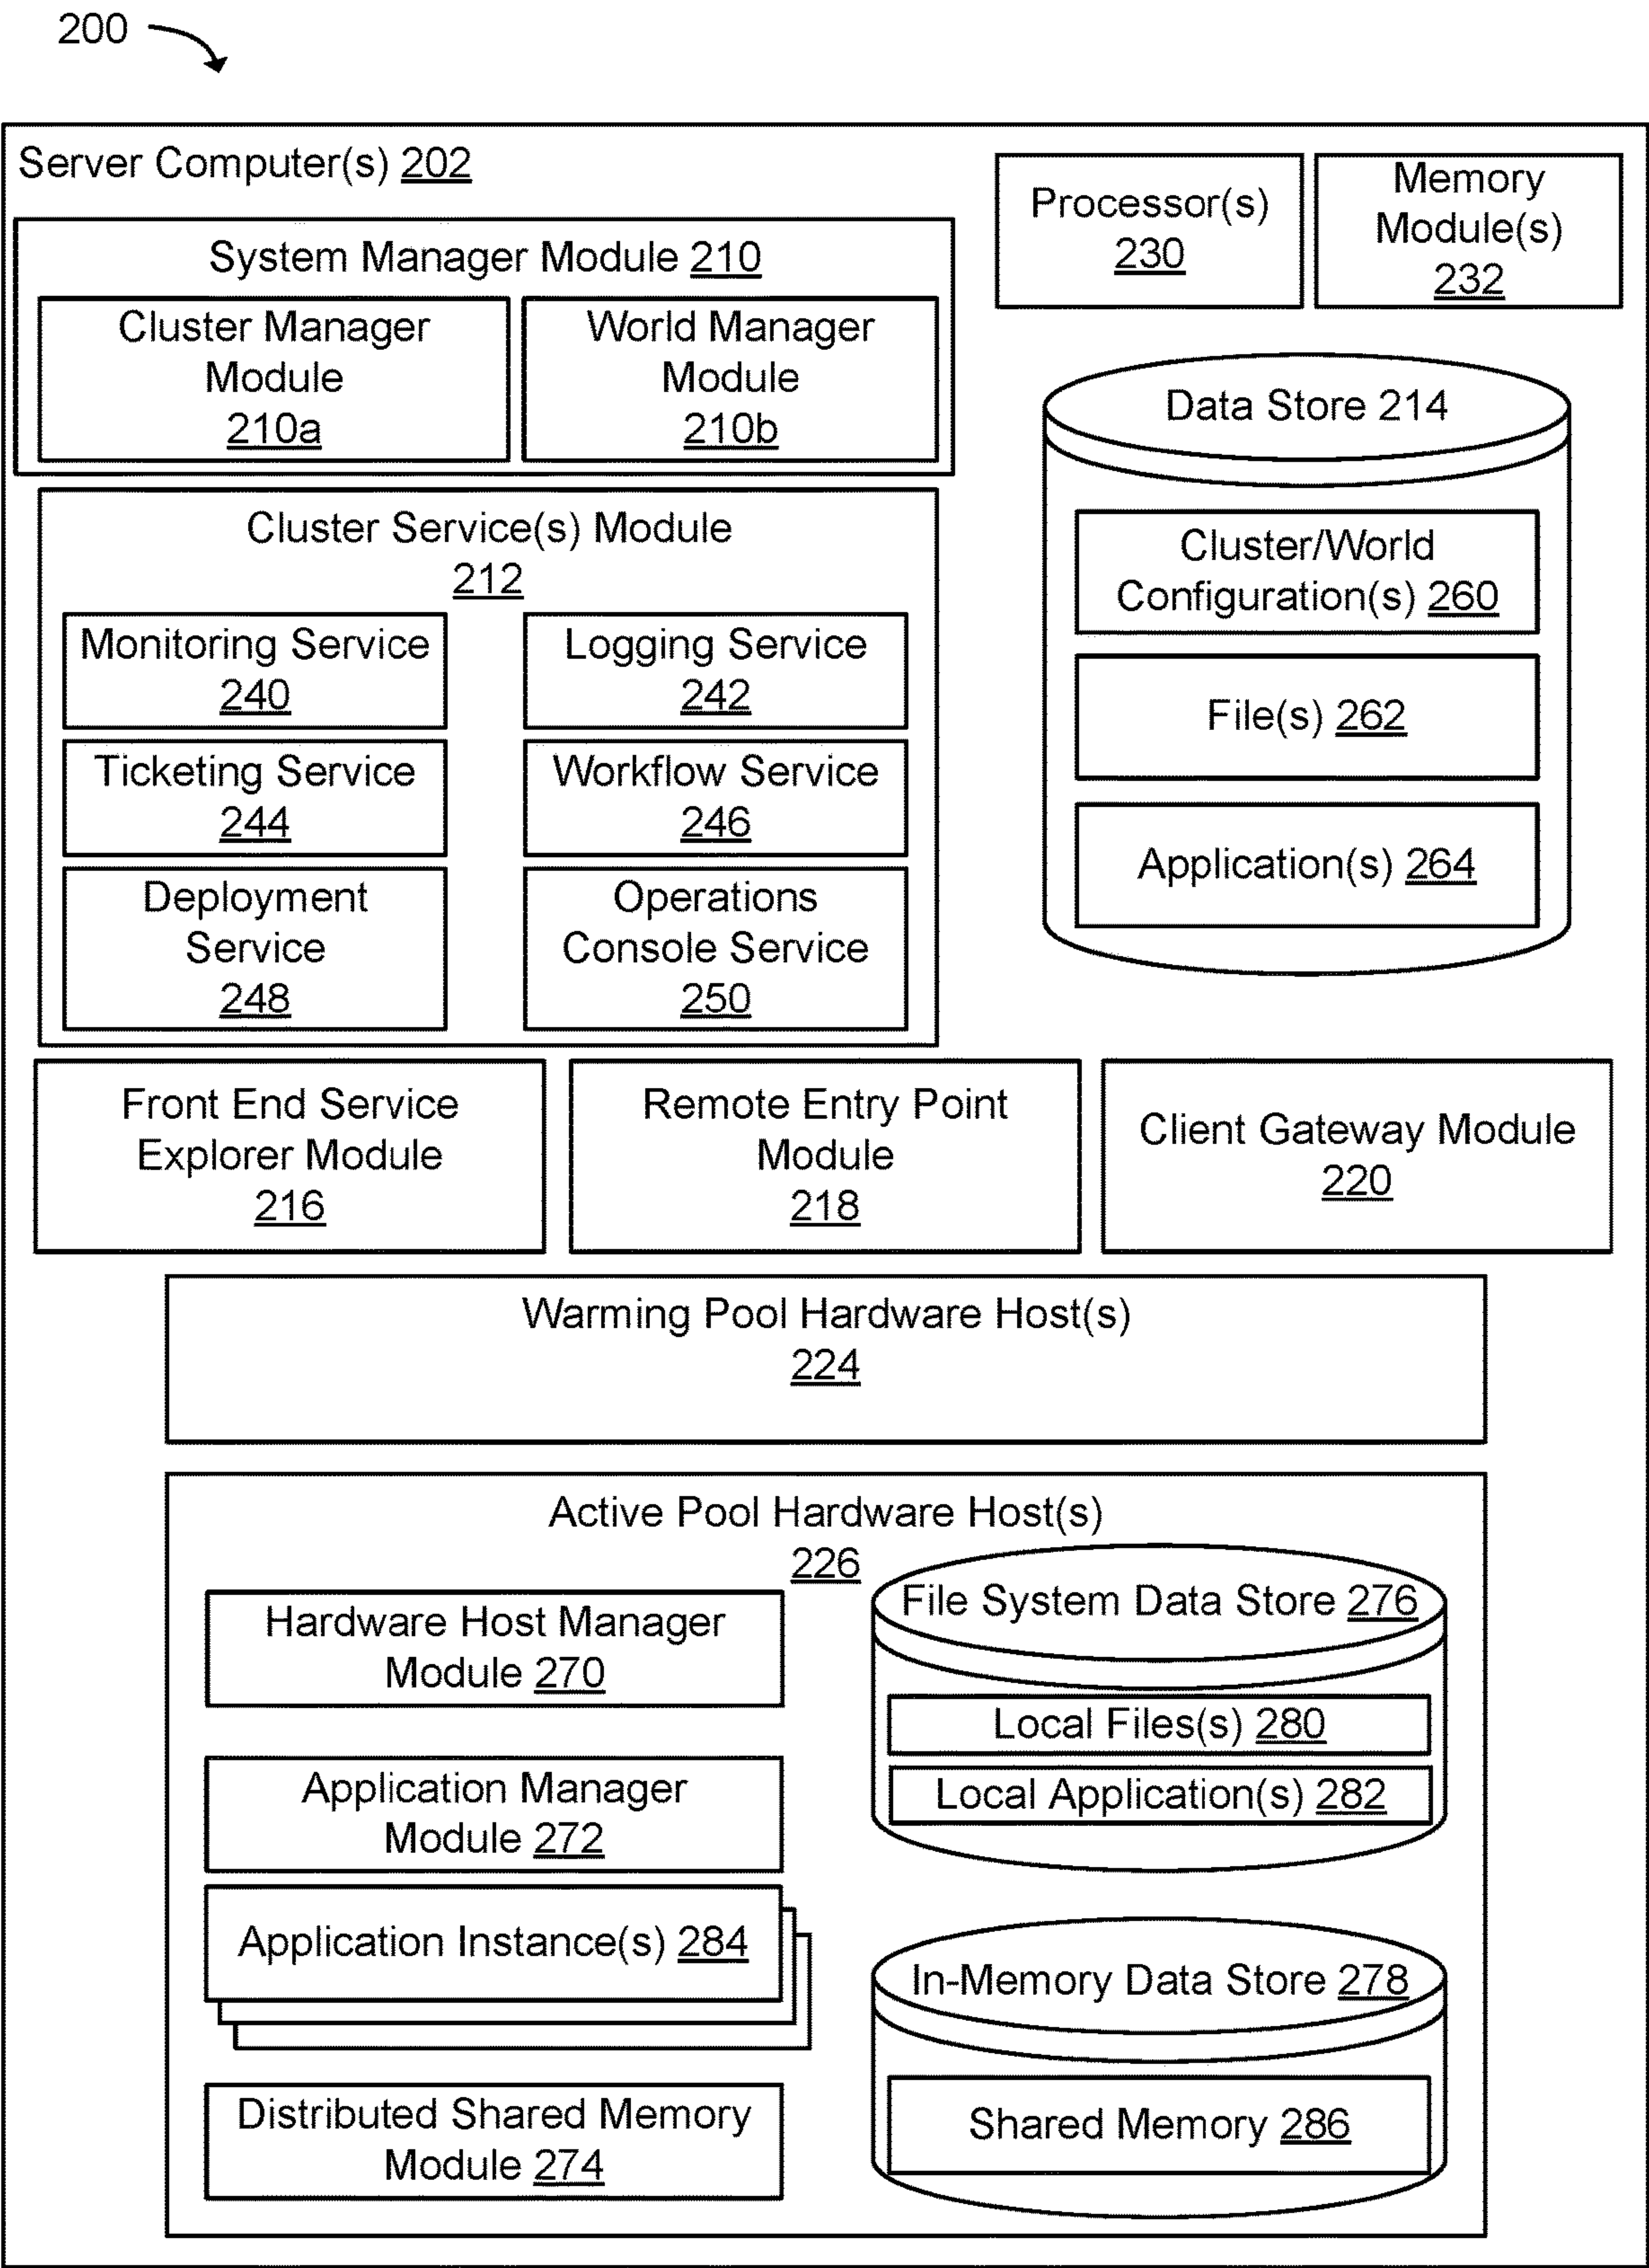 200
Server Computer(s) 202
System Manager Module 210
Cluster Manager
Module
210a
World Manager
Module
210b
Processor(s)
230
Memory
Module(s)
232
Data Store 214
Cluster/World
Configuration(s) 260
File(s) 262
Application(s) 264
Cluster Service(s) Module
212
Monitoring Service
240
Logging Service
242
Ticketing Service
244
Workflow Service
246
Deployment
Service
248
Operations
Console Service
250
Front End Service
Explorer Module
216
Remote Entry Point
Module
218
Client Gateway Module
220
Warming Pool Hardware Host(s)
224
Active Pool Hardware Host(s)
226
Hardware Host Manager
Module 270
Application Manager
Module 272
Application Instance(s) 284
Distributed Shared Memory
Module 274
File System Data Store 276
Local Files(s) 280
Local Application(s) 282
In-Memory Data Store 278
Shared Memory 286